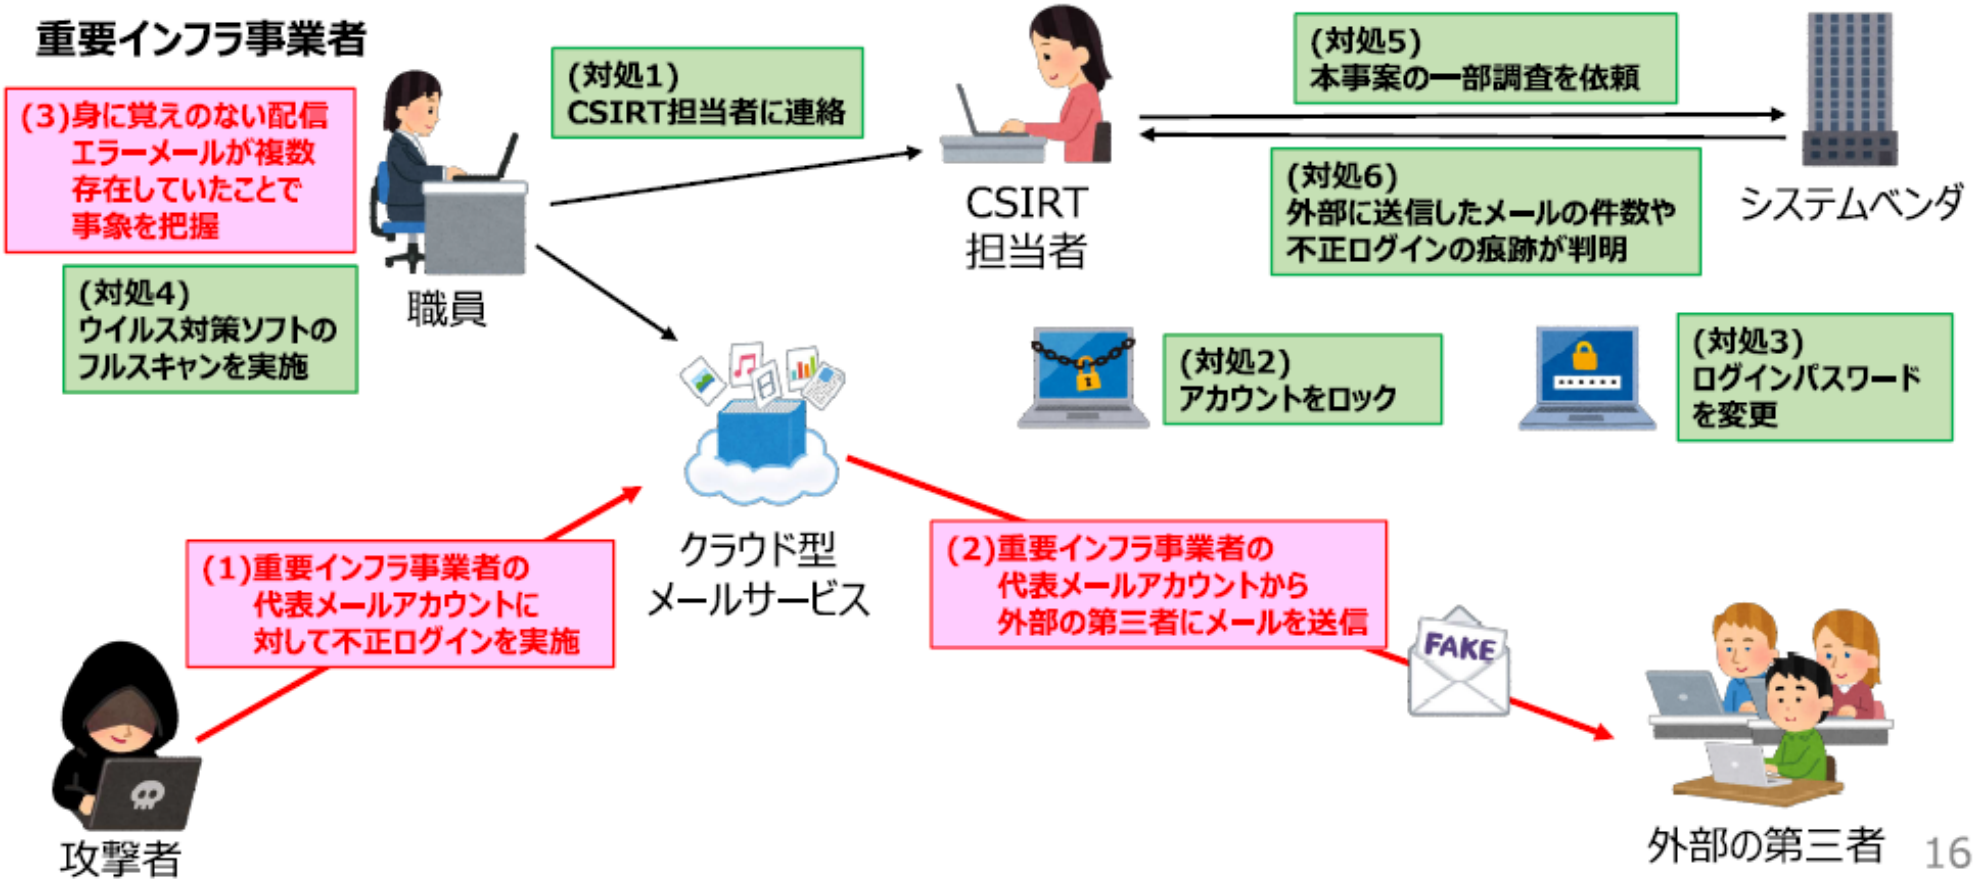 重要インフラ事業者
(3)身に覚えのない配信
エラーメールが複数
存在していたことで
事象を把握
(対処1)
CSIRT担当者に連絡
(対処5)
本事案の一部調査を依頼
(対処6)
外部に送信したメールの件数や
不正ログインの痕跡が判明
CSIRT
担当者
システムベンダ
職員
(対処4)
ウイルス対策ソフトの
フルスキャンを実施
(対処2)
アカウントをロック
(対処3)
ログインパスワード
を変更
クラウド型
メールサービス
(1)重要インフラ事業者の
代表メールアカウントに
対して不正ログインを実施
(2)重要インフラ事業者の
代表メールアカウントから
外部の第三者にメールを送信
FAKE
攻撃者
外部の第三者
16